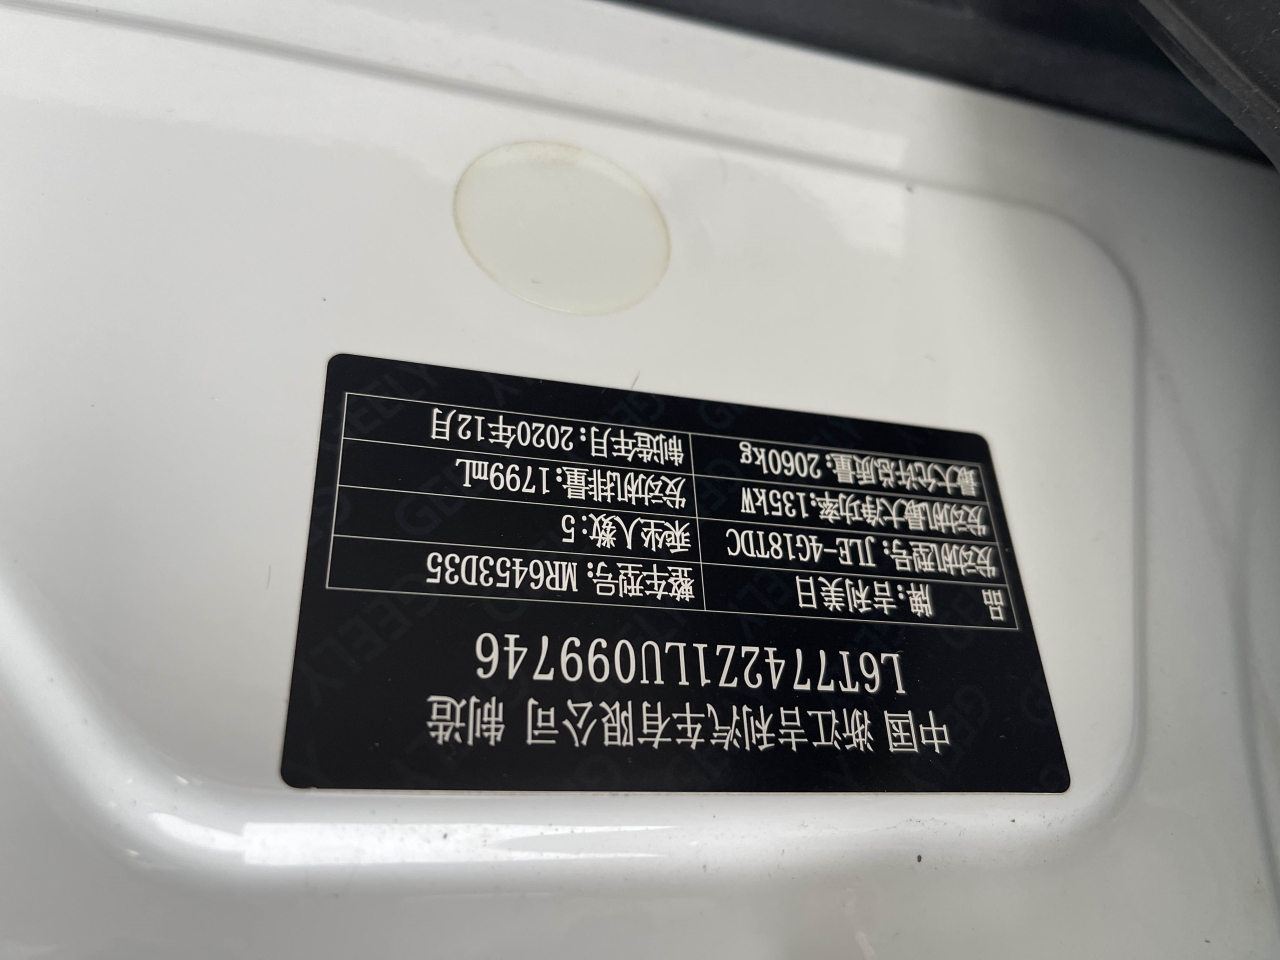 中国 浙江吉利汽车有限公司 制造
L6T7742Z1LU099746
品 牌:吉利美日 整车型号:MR6453D35
发动机型号:JLE-4G18TDC 乘坐人数:5
发动机最大净功率:135kW 发动机排量:1799mL
最大允许总质量:2060kg 制造年月:2020年12月
GEELY